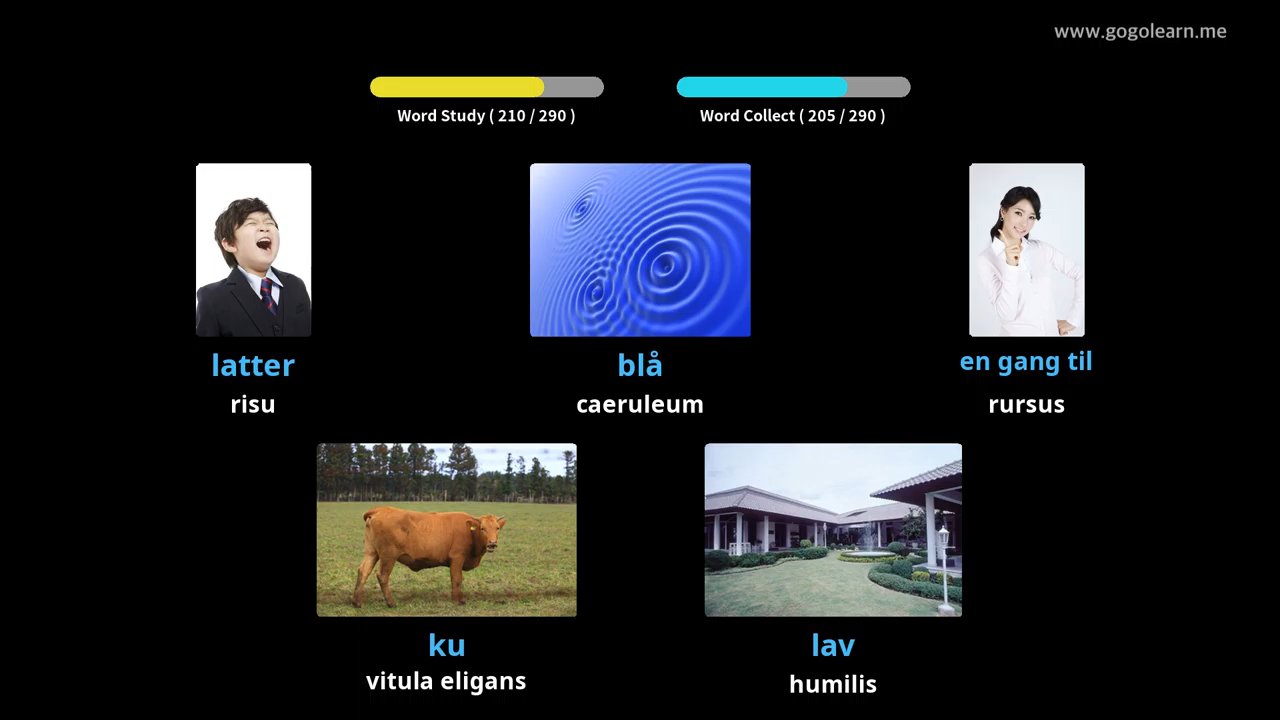 www.gogolearn.me
Word Study ( 210 / 290 )
Word Collect ( 205 / 290 )
latter
risu
blå
caeruleum
en gang til
rursus
ku
vitula eligans
lav
humilis